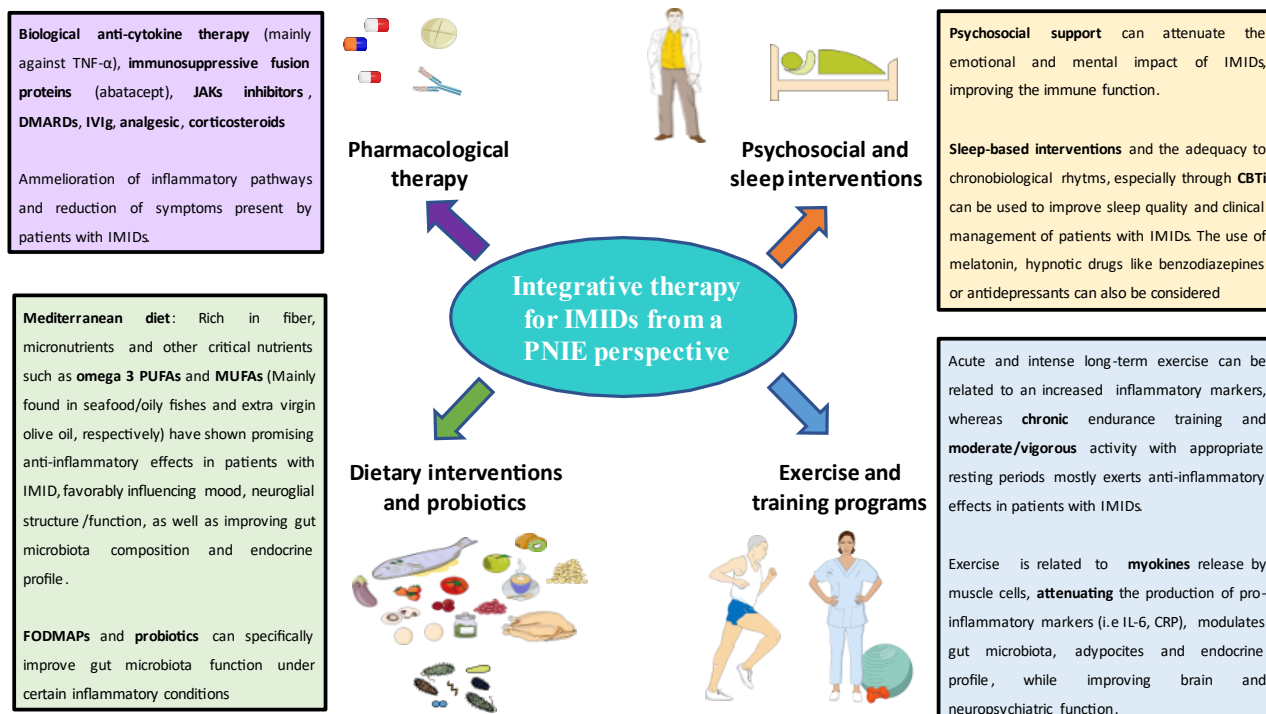 Biological anti-cytokine therapy (mainly
against TNF-α), immunosuppressive fusion
proteins (abatacept), JAKs inhibitors ,
DMARDs, IVIg, analgesic, corticosteroids
Ammelioration of inflammatory pathways
and reduction of symptoms present by
patients with IMIDs.
Pharmacological
therapy
Psychosocial and
sleep interventions
Psychosocial support can attenuate the
emotional and mental impact of IMIDs,
improving the immune function.
Sleep-based interventions and the adequacy to
chronobiological rhytms, especially through CBTi
can be used to improve sleep quality and clinical
management of patients with IMIDs. The use of
melatonin, hypnotic drugs like benzodiazepines
or antidepressants can also be considered
Integrative therapy
for IMIDs from a
PNIE perspective
Mediterranean diet: Rich in fiber,
micronutrients and other critical nutrients
such as omega 3 PUFAs and MUFAs (Mainly
found in seafood/oily fishes and extra virgin
olive oil, respectively) have shown promising
anti-inflammatory effects in patients with
IMID, favorably influencing mood, neuroglial
structure/function, as well as improving gut
microbiota composition and endocrine
profile.
FODMAPs and probiotics can specifically
improve gut microbiota function under
certain inflammatory conditions
Dietary interventions
and probiotics
Exercise and
training programs
Acute and intense long-term exercise can be
related to an increased inflammatory markers,
whereas chronic endurance training and
moderate/vigorous activity with appropriate
resting periods mostly exerts anti-inflammatory
effects in patients with IMIDs.
Exercise is related to myokines release by
muscle cells, attenuating the production of pro-
inflammatory markers (i.e IL-6, CRP), modulates
gut microbiota, adypocites and endocrine
profile, while improving brain and
neuropsychiatric function.